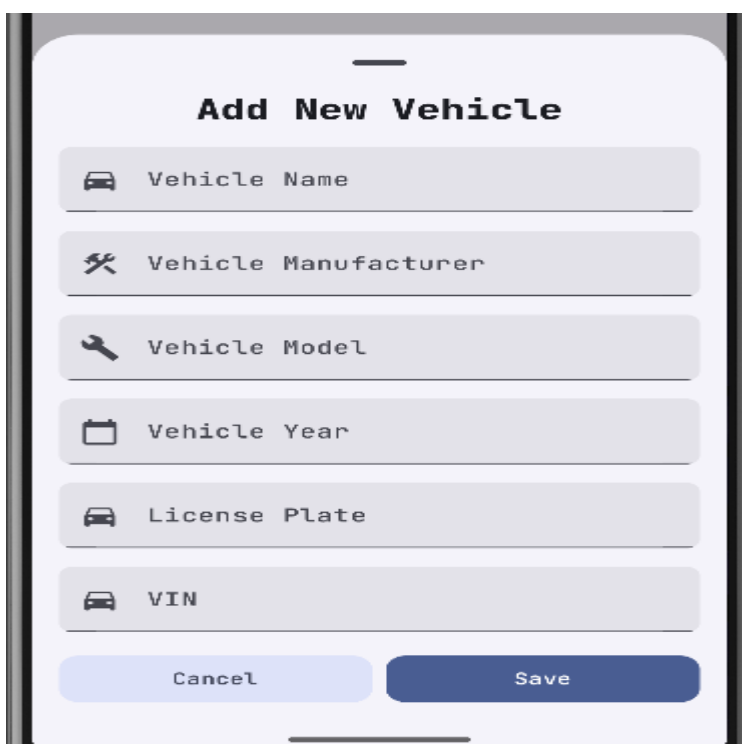 Add New Vehicle
Vehicle Name
Vehicle Manufacturer
Vehicle Model
Vehicle Year
License Plate
VIN
Cancel Save